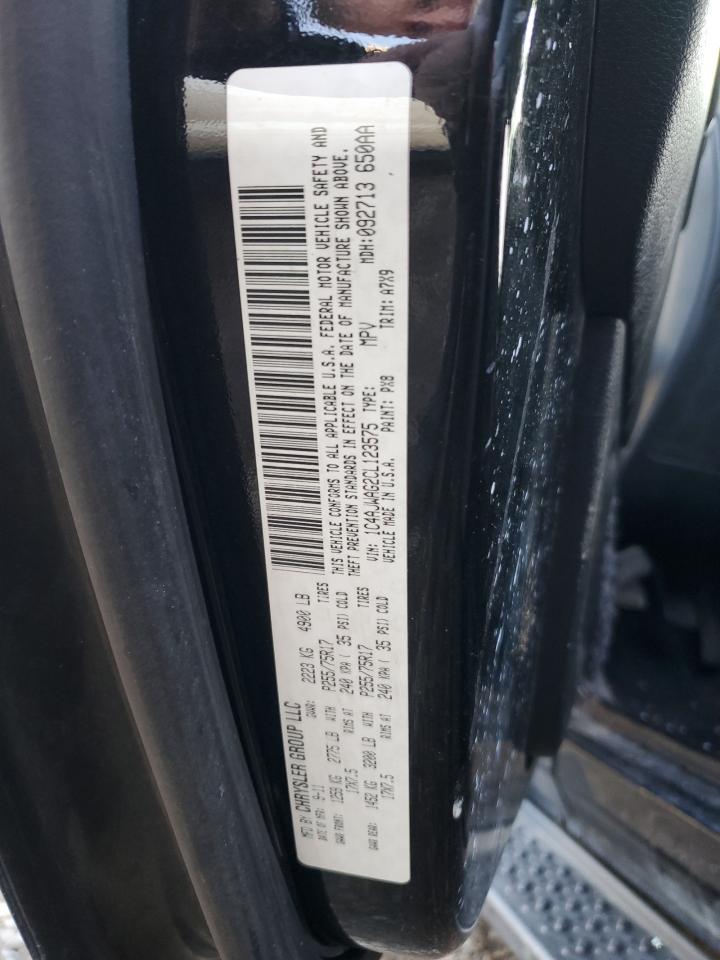 MFD BY CHRYSLER GROUP LLC
DATE OF MFR: 9-11 GVWR: 2223 KG 4900 LB
GAWR FRONT: 1259 KG 2775 LB WITH P255/75R17 TIRES
17X7.5 RIMS AT 240 KPA ( 35 PSI) COLD
GAWR REAR: 1452 KG 3200 LB WITH P255/75R17 TIRES
17X7.5 RIMS AT 240 KPA ( 35 PSI) COLD
THIS VEHICLE CONFORMS TO ALL APPLICABLE U.S.A. FEDERAL MOTOR VEHICLE SAFETY AND
THEFT PREVENTION STANDARDS IN EFFECT ON THE DATE OF MANUFACTURE SHOWN ABOVE.
VIN: 1C4AJWAG2CL123575 TYPE: MPV MDH:092713 650AA
VEHICLE MADE IN U.S.A. PAINT: PX8 TRIM: A7X9